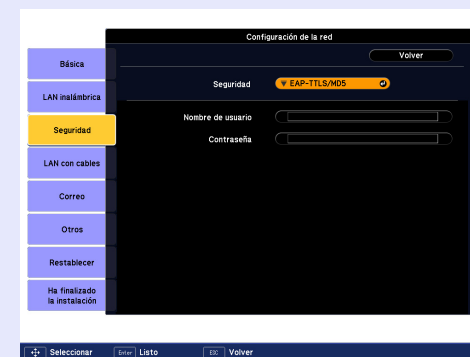 Configuración de la red
Volver
Básica
Seguridad EAP-TTLS/MD5
LAN inalámbrica
Nombre de usuario
Seguridad
Contraseña
LAN con cables
Correo
Otros
Restablecer
Ha finalizado
la instalación
Seleccionar Enter Listo ESC Volver